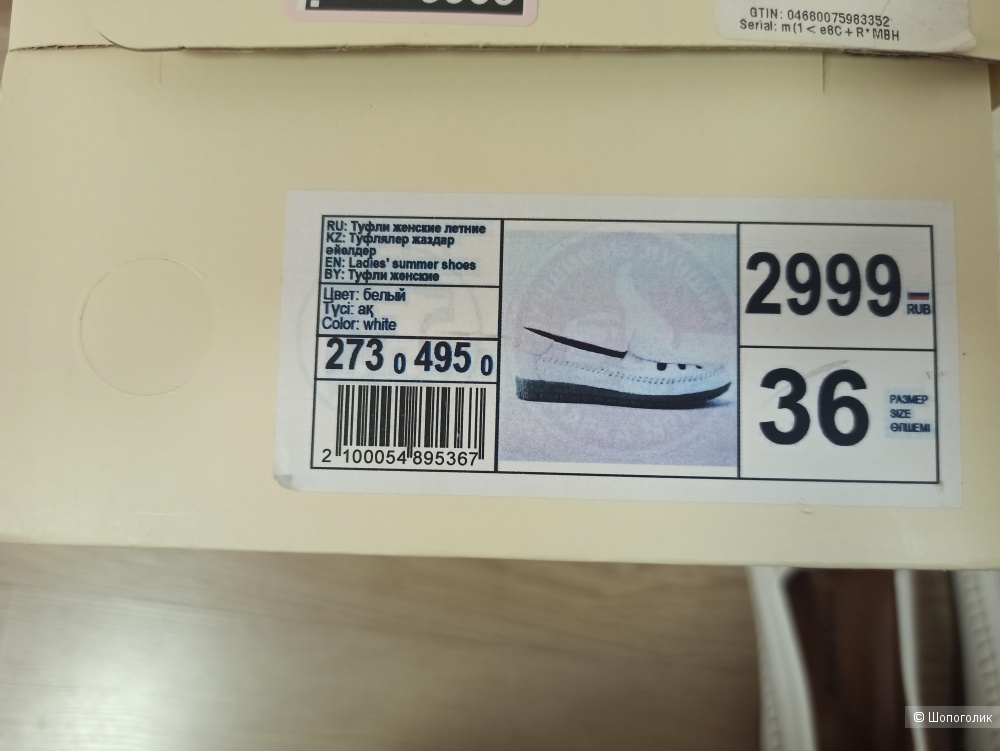 GTIN: 04680075983352
Serial: m(1 < e8C + R* MBH
RU: Туфли женские летние
KZ: Туфлялер жаздар
әйелдер
EN: Ladies' summer shoes
BY: Туфли женские
Цвет: белый
Түсі: ақ
Color: white
273 0 495 0
2 100054 895367
2999
RUB
36
РАЗМЕР
SIZE
ӨЛШЕМІ
© Шопоголик